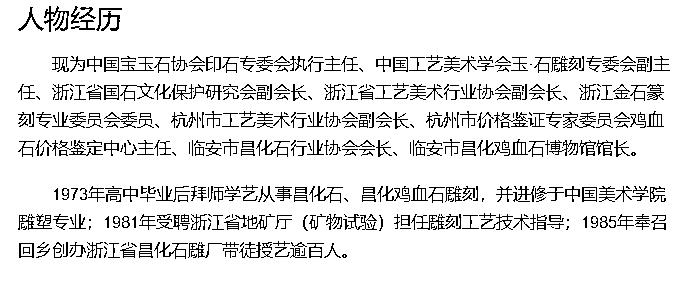 人物经历
现为中国宝玉石协会印石专委会执行主任、中国工艺美术学会玉·石雕刻专委会副主
任、浙江省国石文化保护研究会副会长、浙江省工艺美术行业协会副会长、浙江金石篆
刻专业委员会委员、杭州市工艺美术行业协会副会长、杭州市价格鉴证专家委员会鸡血
石价格鉴定中心主任、临安市昌化石行业协会会长、临安市昌化鸡血石博物馆馆长。
1973年高中毕业后拜师学艺从事昌化石、昌化鸡血石雕刻，并进修于中国美术学院
雕塑专业；1981年受聘浙江省地矿厅（矿物试验）担任雕刻工艺技术指导；1985年奉召
回乡创办浙江省昌化石雕厂带徒授艺逾百人。